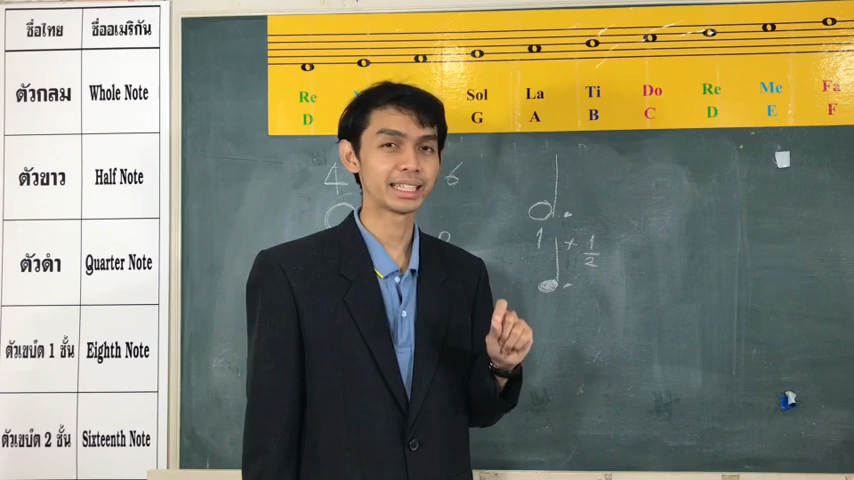 ชื่อไทย ชื่ออเมริกัน
ตัวกลม Whole Note
ตัวขาว Half Note
ตัวดำ Quarter Note
ตัวเขบ็ต 1 ชั้น Eighth Note
ตัวเขบ็ต 2 ชั้น Sixteenth Note
Re Sol La Ti Do Re Me Fa
D G A B C D E F
4 6
1 + 1/2